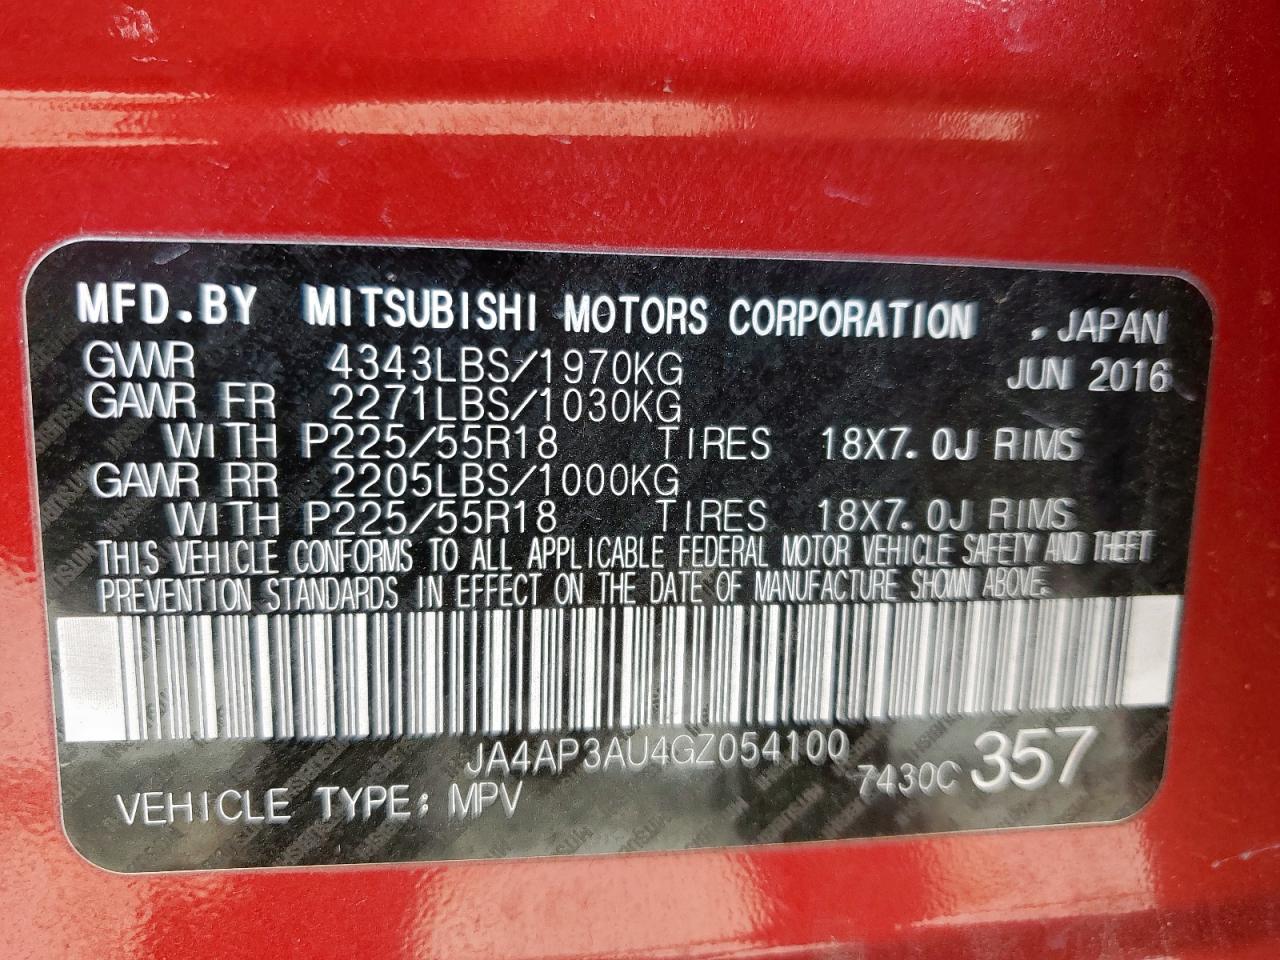 MFD.BY MITSUBISHI MOTORS CORPORATION , JAPAN
GVWR 4343LBS/1970KG JUN 2016
GAWR FR 2271LBS/1030KG
WITH P225/55R18 TIRES 18X7.0J RIMS
GAWR RR 2205LBS/1000KG
WITH P225/55R18 TIRES 18X7.0J RIMS
THIS VEHICLE CONFORMS TO ALL APPLICABLE FEDERAL MOTOR VEHICLE SAFETY AND THEFT
PREVENTION STANDARDS IN EFFECT ON THE DATE OF MANUFACTURE SHOWN ABOVE.
JA4AP3AU4GZ054100
7430C 357
VEHICLE TYPE: MPV